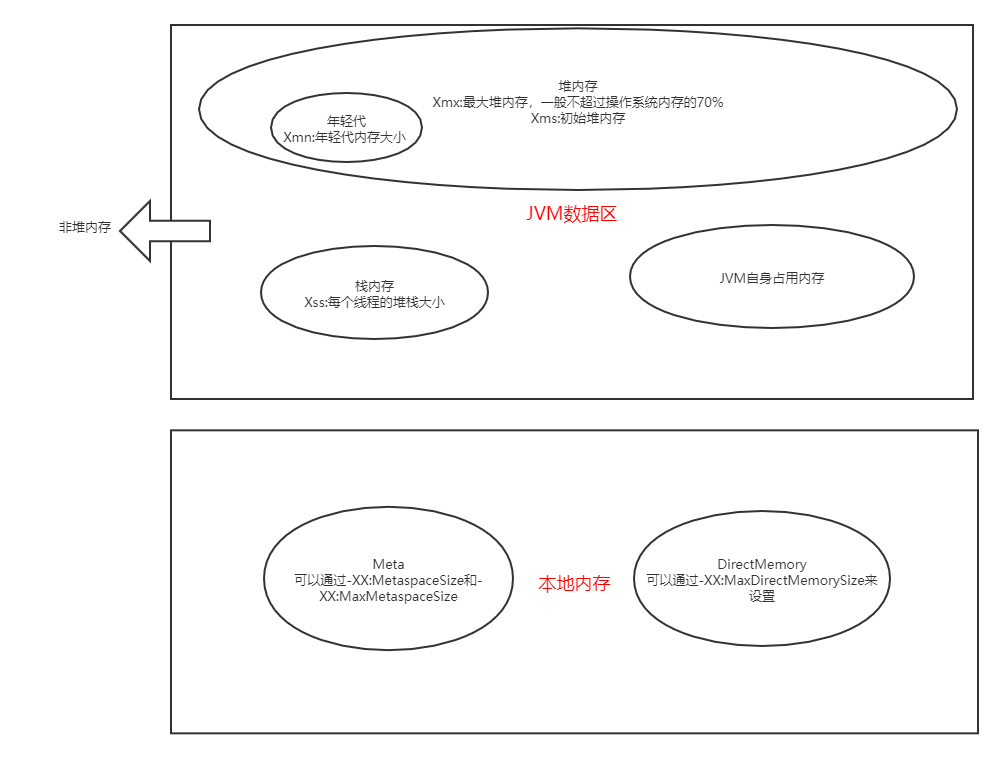 堆内存
Xmx:最大堆内存，一般不超过操作系统内存的70%
Xms:初始堆内存
年轻代
Xmn:年轻代内存大小
JVM数据区
非堆内存
栈内存
Xss:每个线程的堆栈大小
JVM自身占用内存
Meta
可以通过-XX:MetaspaceSize和-
XX:MaxMetaspaceSize
本地内存
DirectMemory
可以通过-XX:MaxDirectMemorySize来
设置